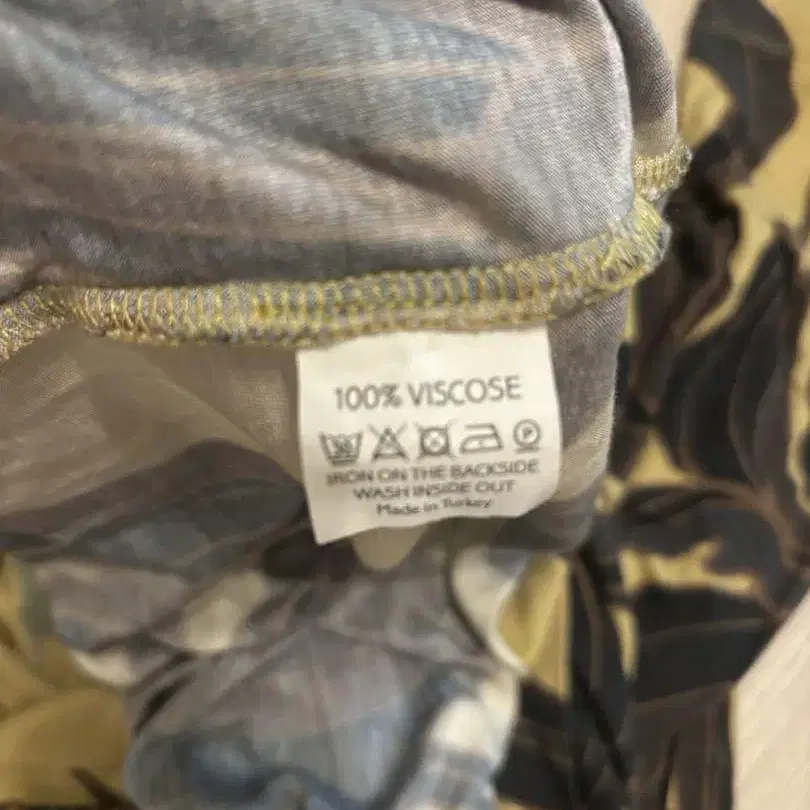 100% VISCOSE
IRON ON THE BACKSIDE
WASH INSIDE OUT
Made in Turkey